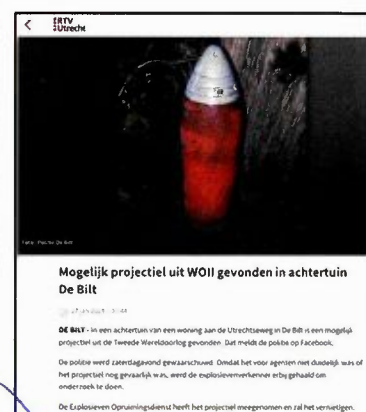 RTV
Utrecht
Foto: Politie De Bilt
Mogelijk projectiel uit WOII gevonden in achtertuin
De Bilt
DE BILT - In een achtertuin van een woning aan de Utrechtseweg in De Bilt is een mogelijk
projectiel uit de Tweede Wereldoorlog gevonden. Dat meldt de politie op Facebook.
De politie werd zaterdagavond gewaarschuwd. Omdat het voor agenten niet duidelijk was of
het projectiel nog gevaarlijk was, werd de explosievenverkenner erbij gehaald om
onderzoek te doen.
De Explosieven Opruimingsdienst heeft het projectiel meegenomen en zal het vernietigen.